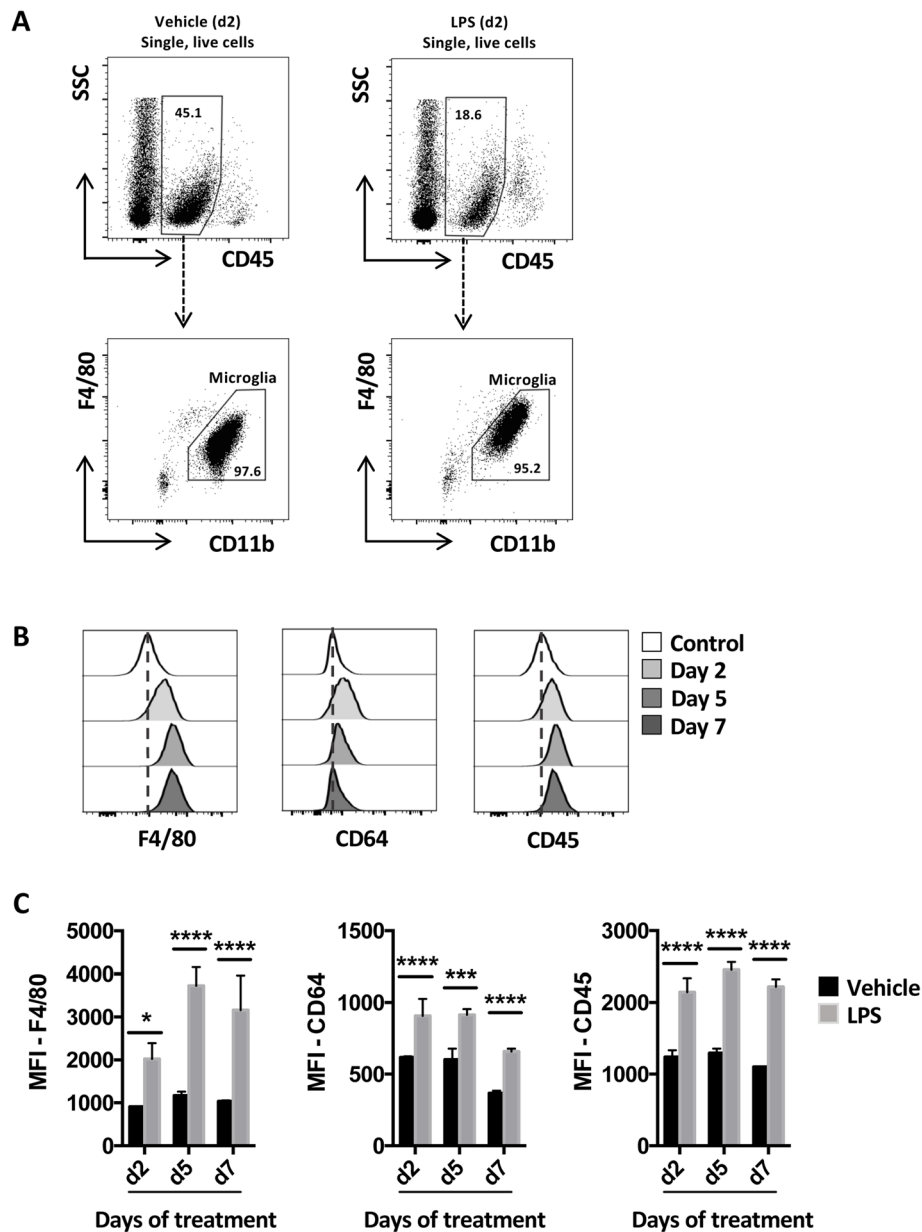 A
Vehicle (d2)
Single, live cells
LPS (d2)
Single, live cells
SSC
45.1
CD45
SSC
18.6
CD45
F4/80
Microglia
97.6
CD11b
F4/80
Microglia
95.2
CD11b
B
F4/80
CD64
CD45
Control
Day 2
Day 5
Day 7
C
MFI - F4/80
5000
4000
3000
2000
1000
0
*
****
****
d2
d5
d7
Days of treatment
MFI - CD64
1500
1000
500
0
****
***
****
d2
d5
d7
Days of treatment
MFI - CD45
3000
2000
1000
0
****
****
****
d2
d5
d7
Days of treatment
Vehicle
LPS